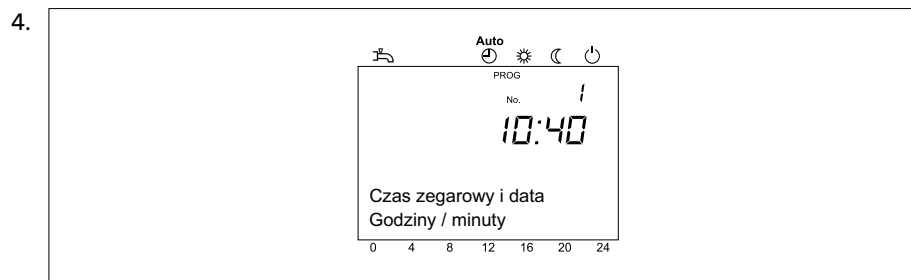 4.
Auto
PROG
No. 1
10:40
Czas zegarowy i data
Godziny / minuty
0 4 8 12 16 20 24